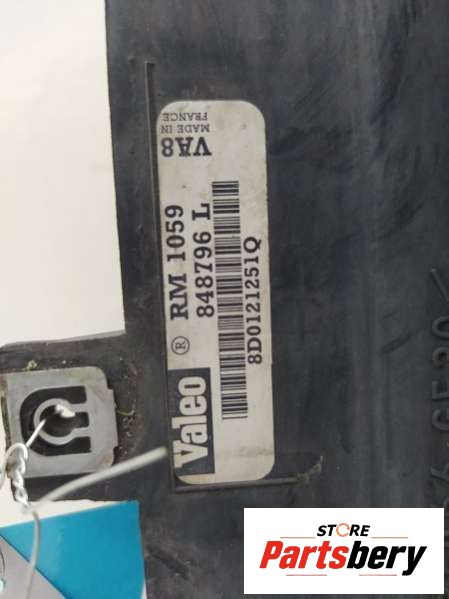 Valeo ® RM 1059 VA8
848796 L MADE IN
FRANCE
8D0121251Q
STORE
Partsbery